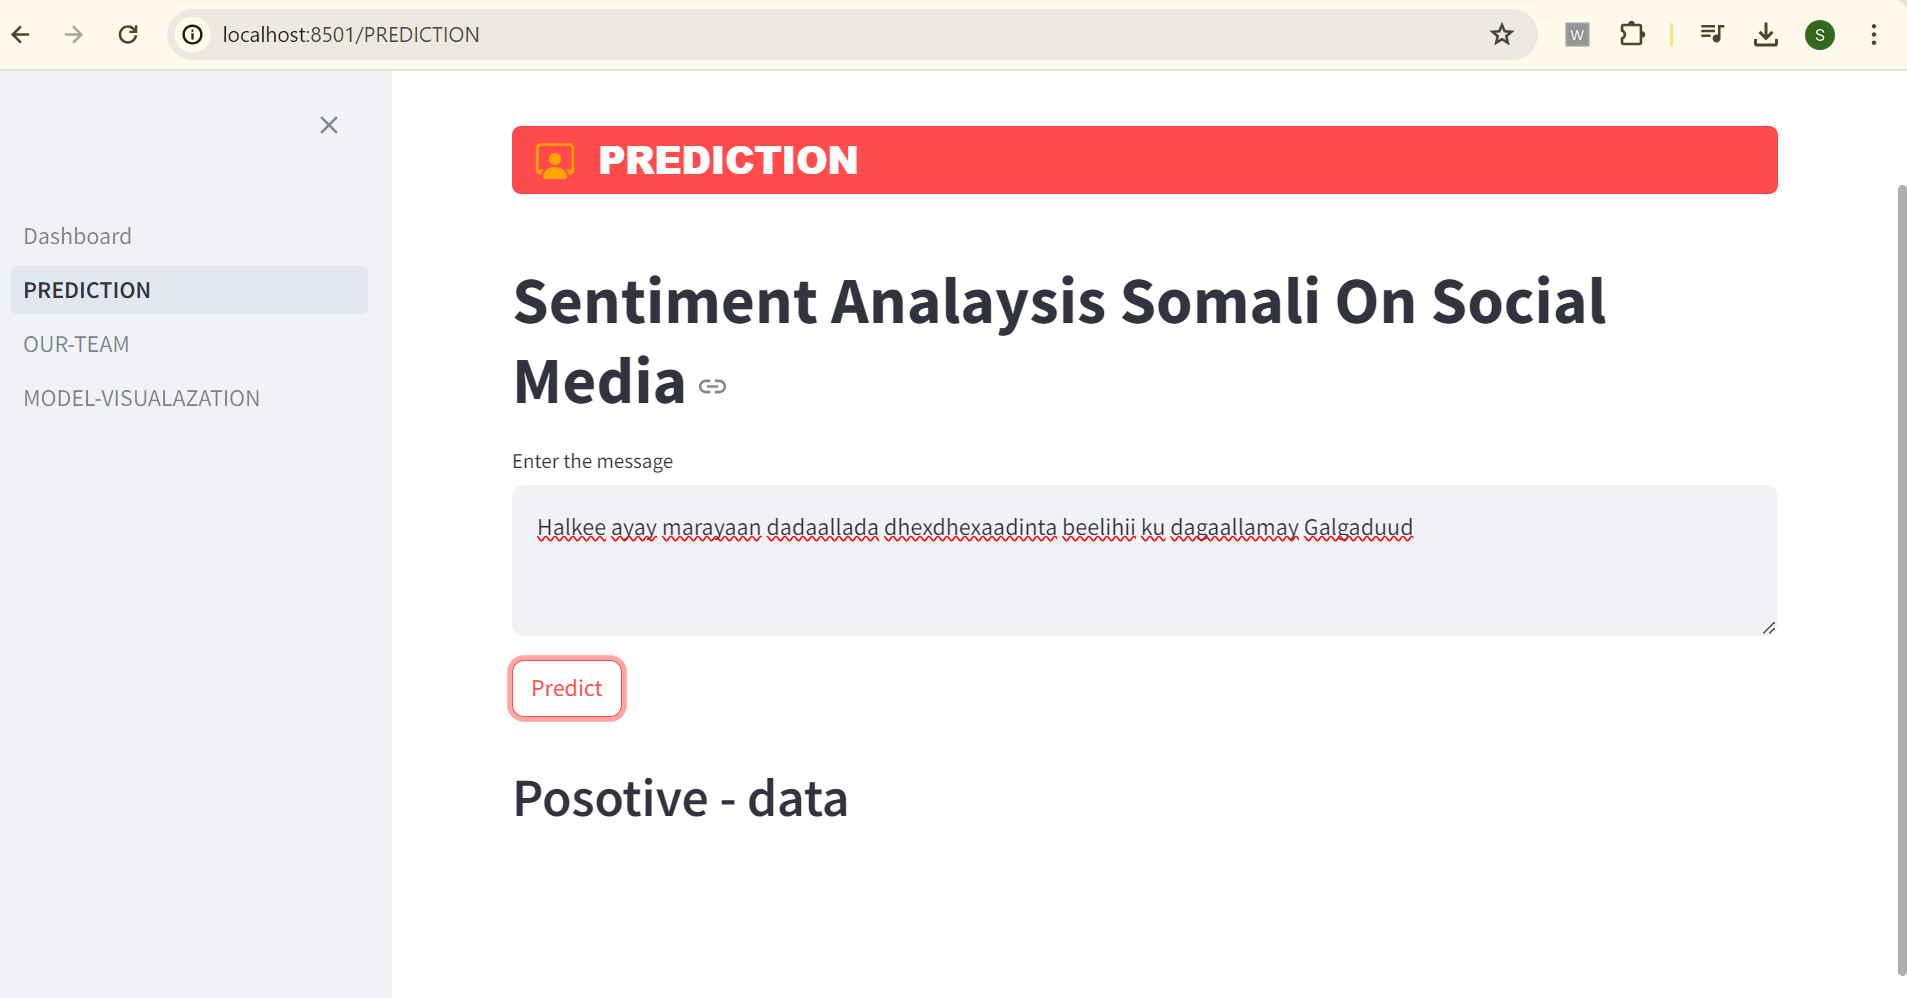 localhost:8501/PREDICTION
W
S
Dashboard
PREDICTION
OUR-TEAM
MODEL-VISUALAZATION
PREDICTION
Sentiment Analaysis Somali On Social
Media
Enter the message
Halkee ayay marayaan dadaallada dhexdhexaadinta beelihii ku dagaallamay Galgaduud
Predict
Posotive - data